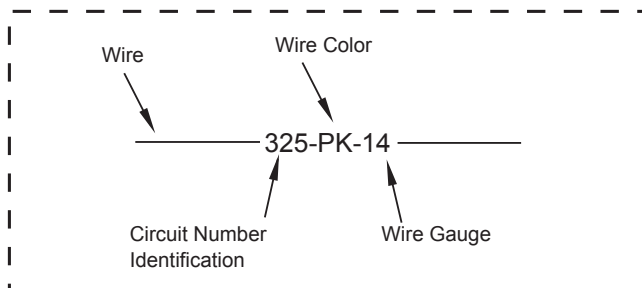 Wire Color
Wire
325-PK-14
Circuit Number
Identification
Wire Gauge